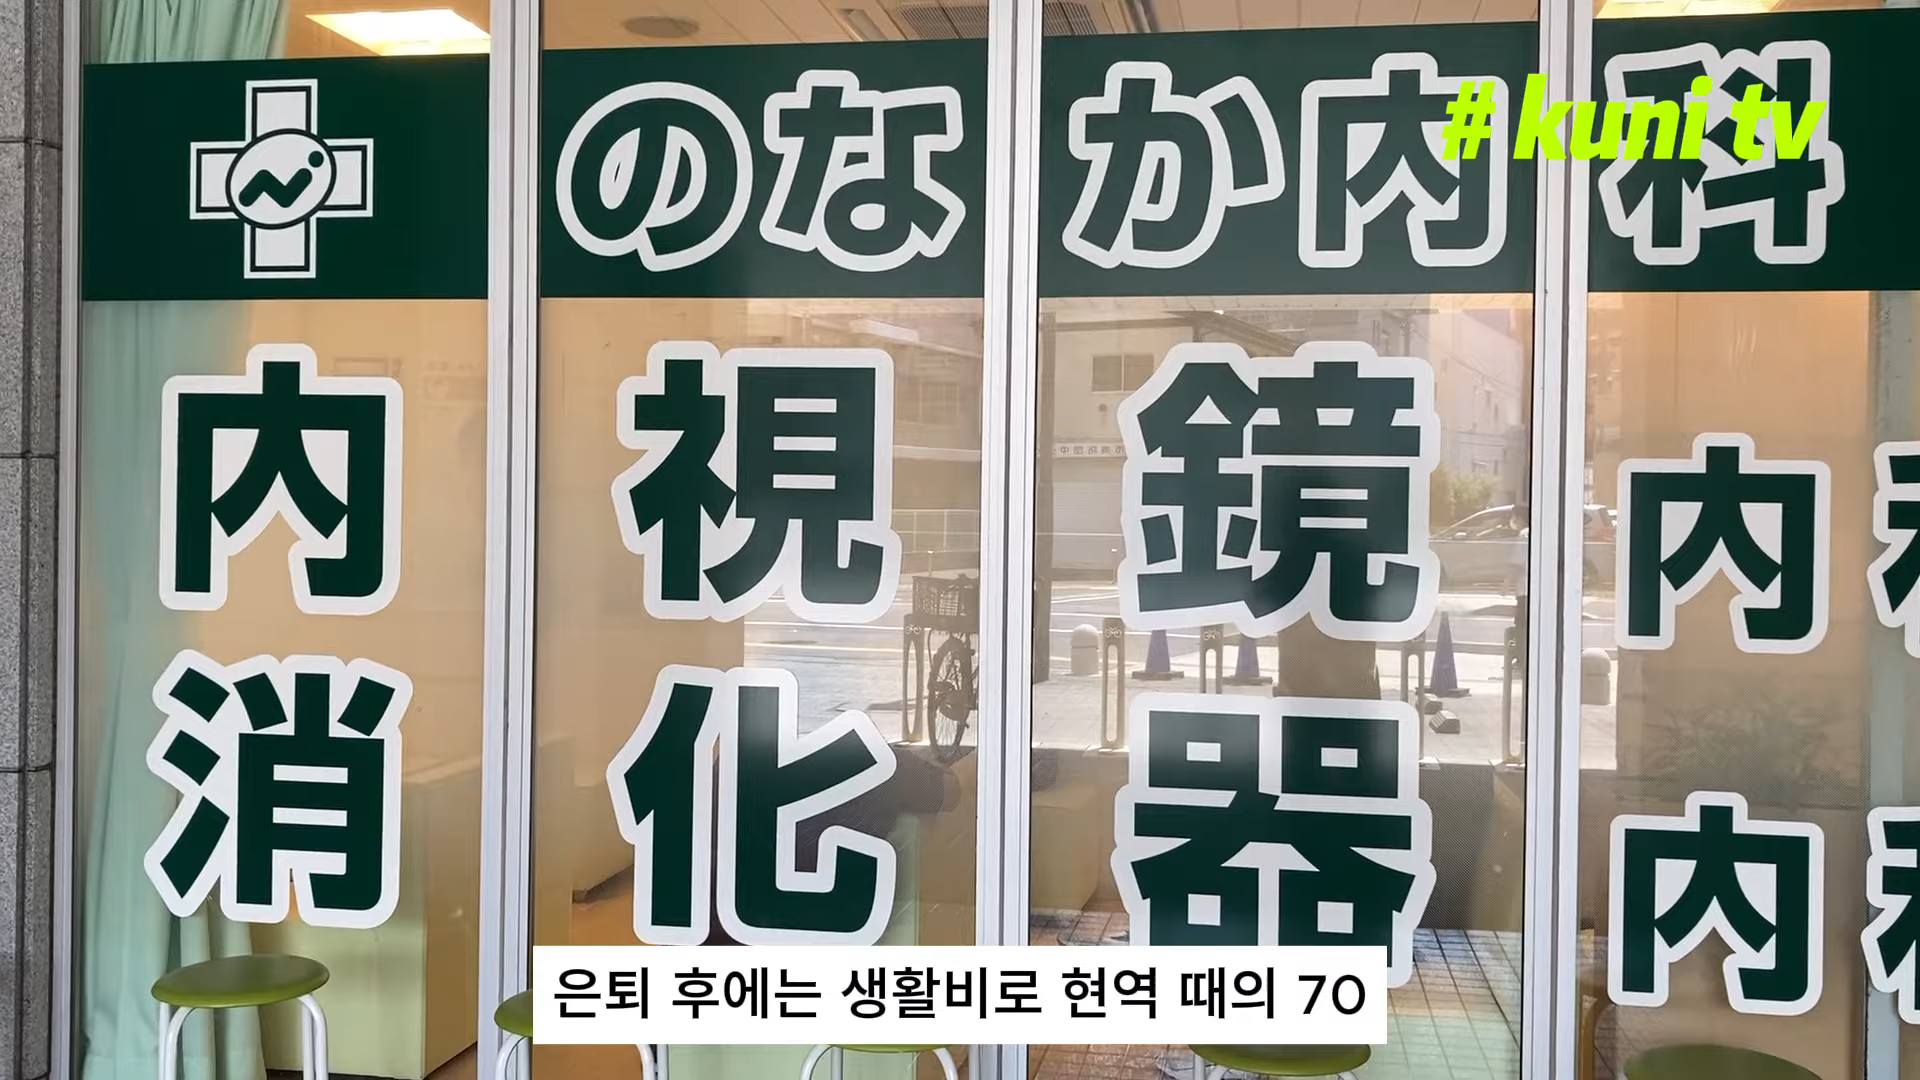 のなか内科
# kuni tv
内視鏡 内
消化器 内
은퇴 후에는 생활비로 현역 때의 70